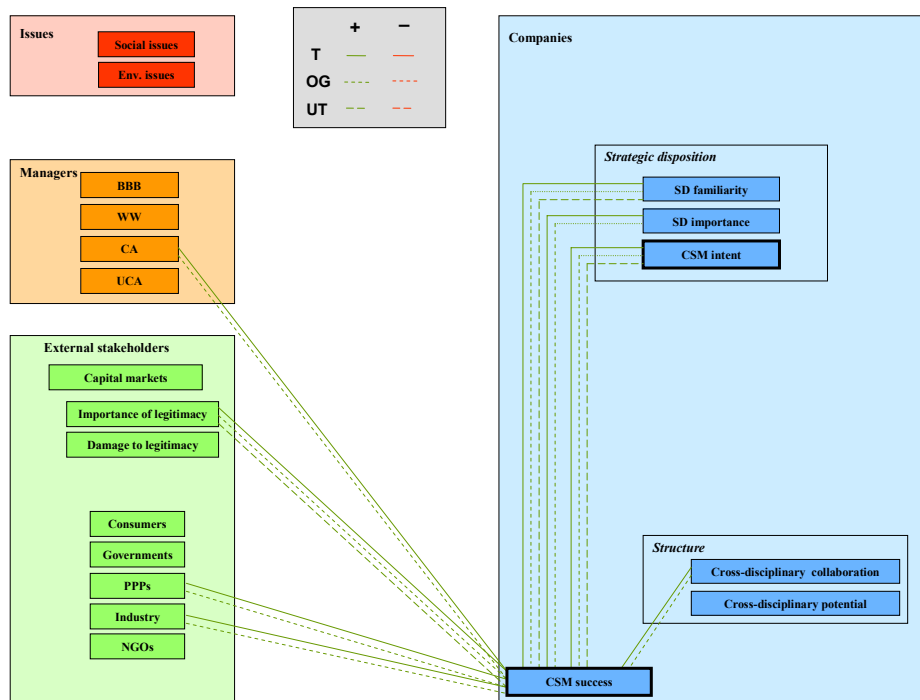 Issues
Social issues
Env. issues
+ −
T
OG
UT
Companies
Managers
BBB
WW
CA
UCA
Strategic disposition
SD familiarity
SD importance
CSM intent
External stakeholders
Capital markets
Importance of legitimacy
Damage to legitimacy
Consumers
Governments
PPPs
Industry
NGOs
Structure
Cross-disciplinary collaboration
Cross-disciplinary potential
CSM success